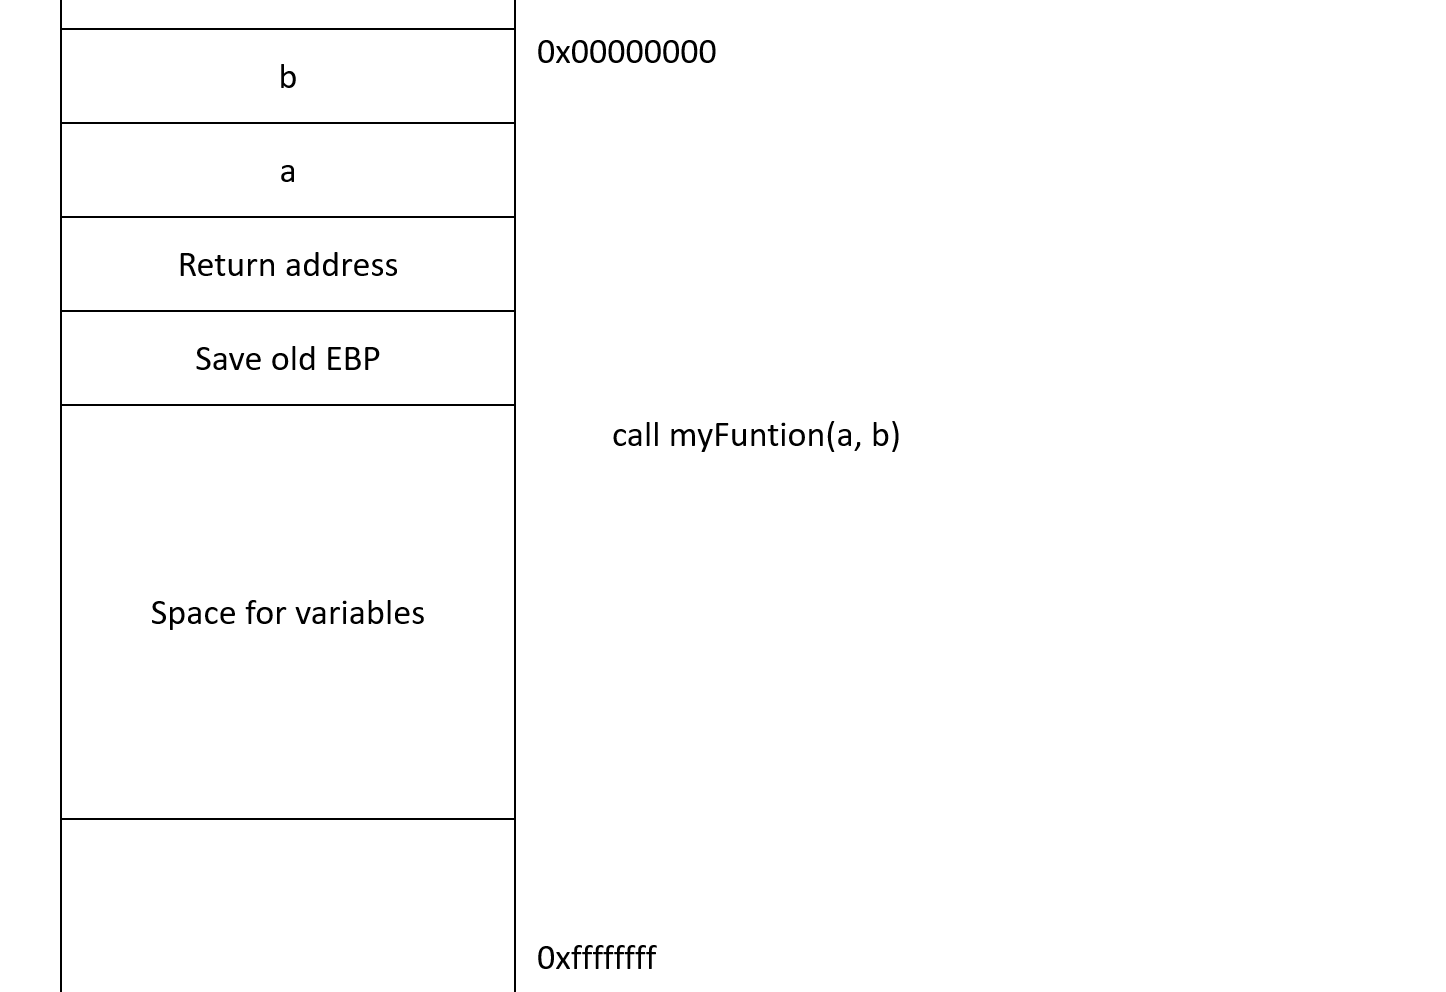 0x00000000
b
a
Return address
Save old EBP
call myFuntion(a, b)
Space for variables
0xffffffff